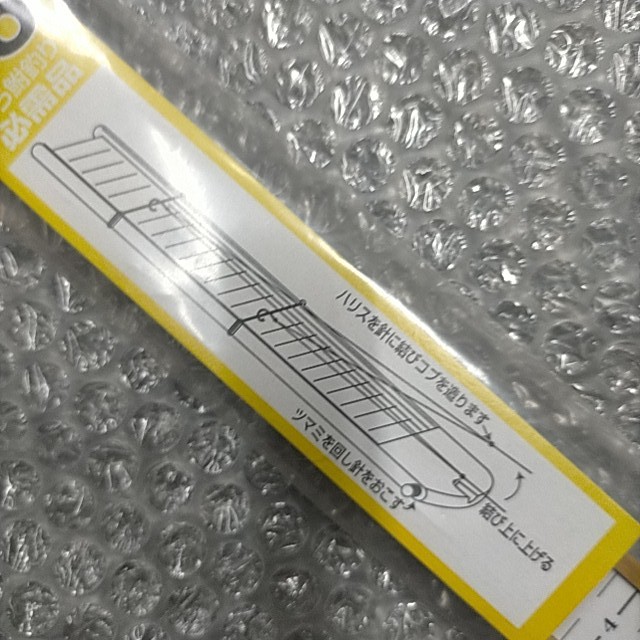 必需品
ハリスを針に結びコブを造ります
ツマミを回し針をおこす
結び上に上げる
4